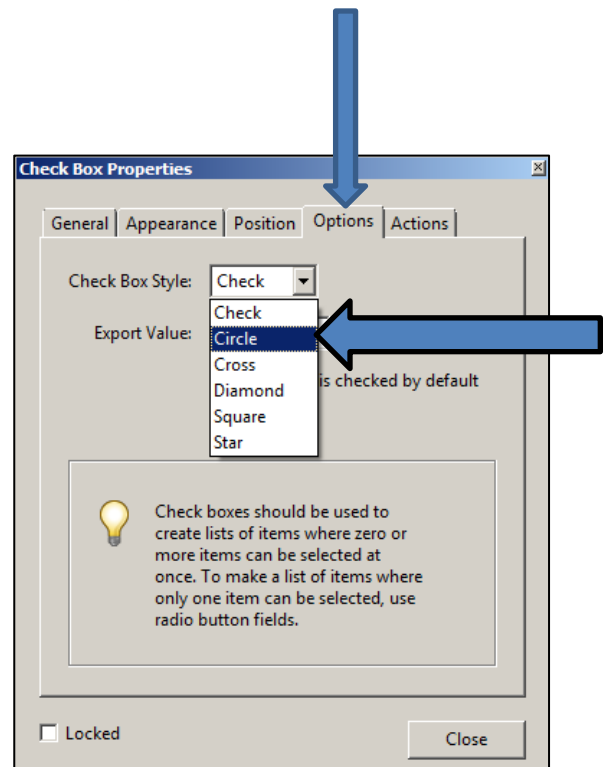 Check Box Properties
General Appearance Position Options Actions
Check Box Style: Check
Check
Export Value: Circle
Cross
is checked by default
Diamond
Square
Star
Check boxes should be used to
create lists of items where zero or
more items can be selected at
once. To make a list of items where
only one item can be selected, use
radio button fields.
Locked
Close